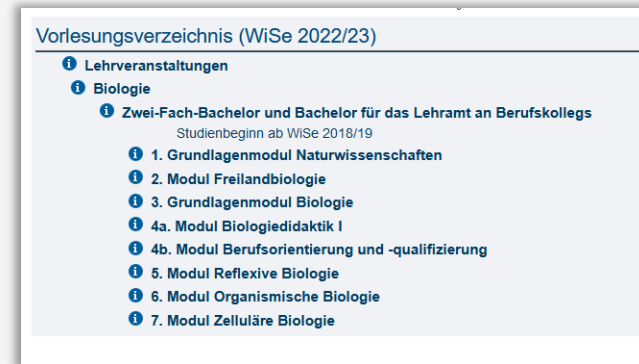 Vorlesungsverzeichnis (WiSe 2022/23)
Lehrveranstaltungen
Biologie
Zwei-Fach-Bachelor und Bachelor für das Lehramt an Berufskollegs
Studienbeginn ab WiSe 2018/19
1. Grundlagenmodul Naturwissenschaften
2. Modul Freilandbiologie
3. Grundlagenmodul Biologie
4a. Modul Biologiedidaktik I
4b. Modul Berufsorientierung und -qualifizierung
5. Modul Reflexive Biologie
6. Modul Organismische Biologie
7. Modul Zelluläre Biologie